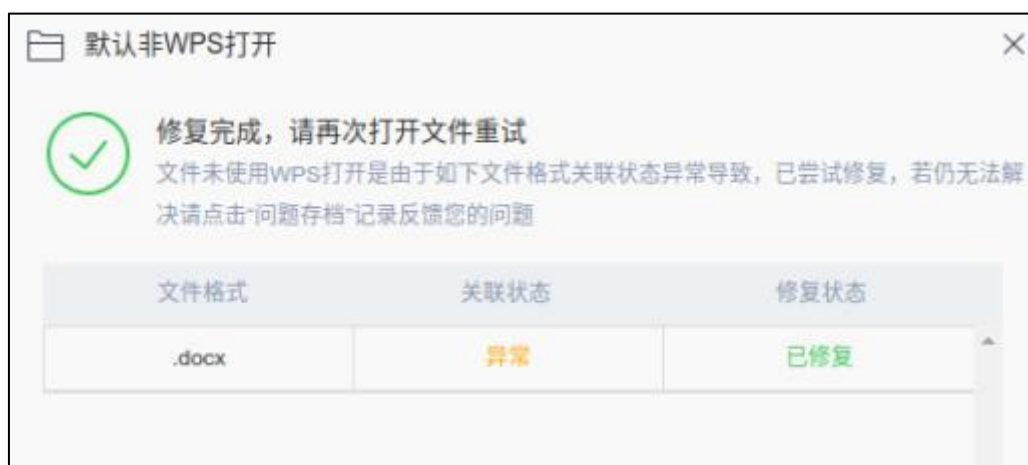 默认非WPS打开
修复完成，请再次打开文件重试
文件未使用WPS打开是由于如下文件格式关联状态异常导致，已尝试修复，若仍无法解
决请点击“问题存档”记录反馈您的问题
文件格式 关联状态 修复状态
.docx 异常 已修复